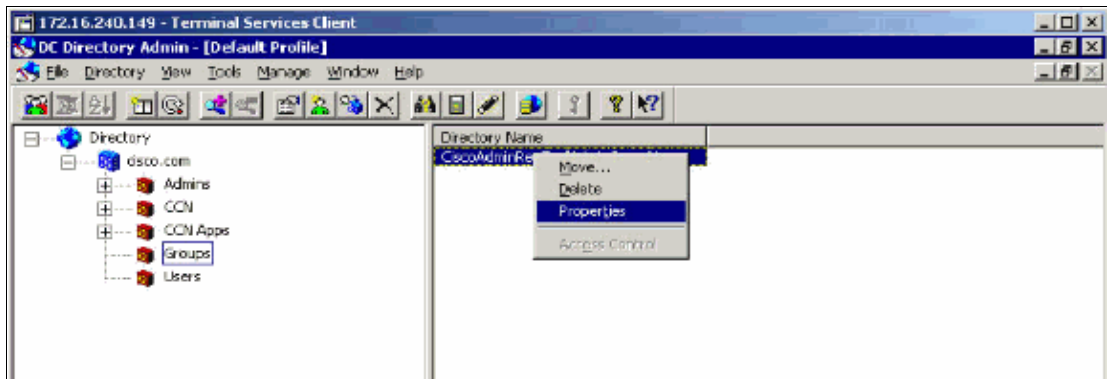 172.16.240.149 - Terminal Services Client
DC Directory Admin - [Default Profile]
File Directory View Tools Manage Window Help
Directory
cisco.com
Admins
CCN
CCN Apps
Groups
Users
Directory Name
Move...
Delete
Properties
Access Control